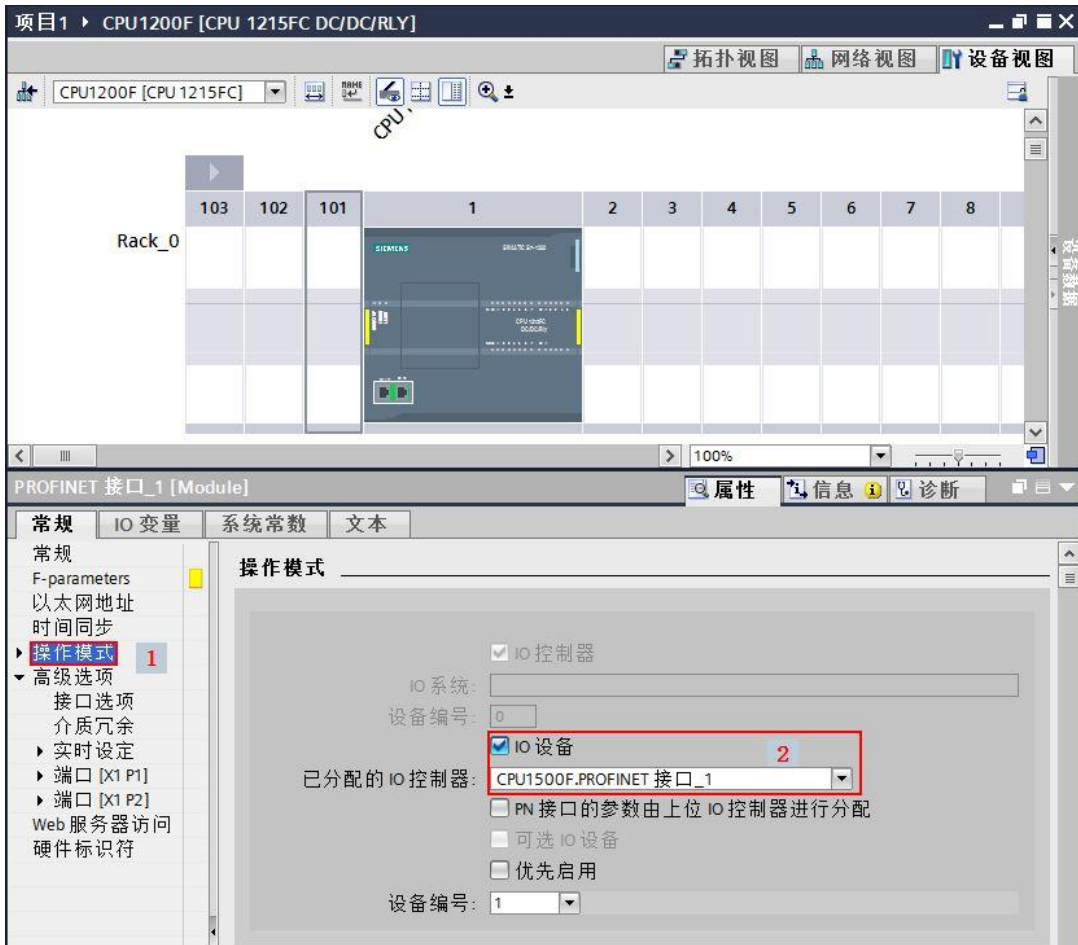 项目1 ▸ CPU1200F [CPU 1215FC DC/DC/RLY]
拓扑视图 网络视图 设备视图
CPU1200F [CPU 1215FC]
CPU
103 102 101 1 2 3 4 5 6 7 8
Rack_0
SIEMENS
100%
PROFINET 接口_1 [Module]
属性 信息 诊断
常规 IO 变量 系统常数 文本
常规
F-parameters
以太网地址
时间同步
操作模式 1
高级选项
接口选项
介质冗余
实时设定
端口 [X1 P1]
端口 [X1 P2]
Web 服务器访问
硬件标识符
操作模式
IO 控制器
IO 系统:
设备编号: 0
IO 设备 2
已分配的 IO 控制器: CPU1500F.PROFINET 接口_1
PN 接口的参数由上位 IO 控制器进行分配
可选 IO 设备
优先启用
设备编号: 1